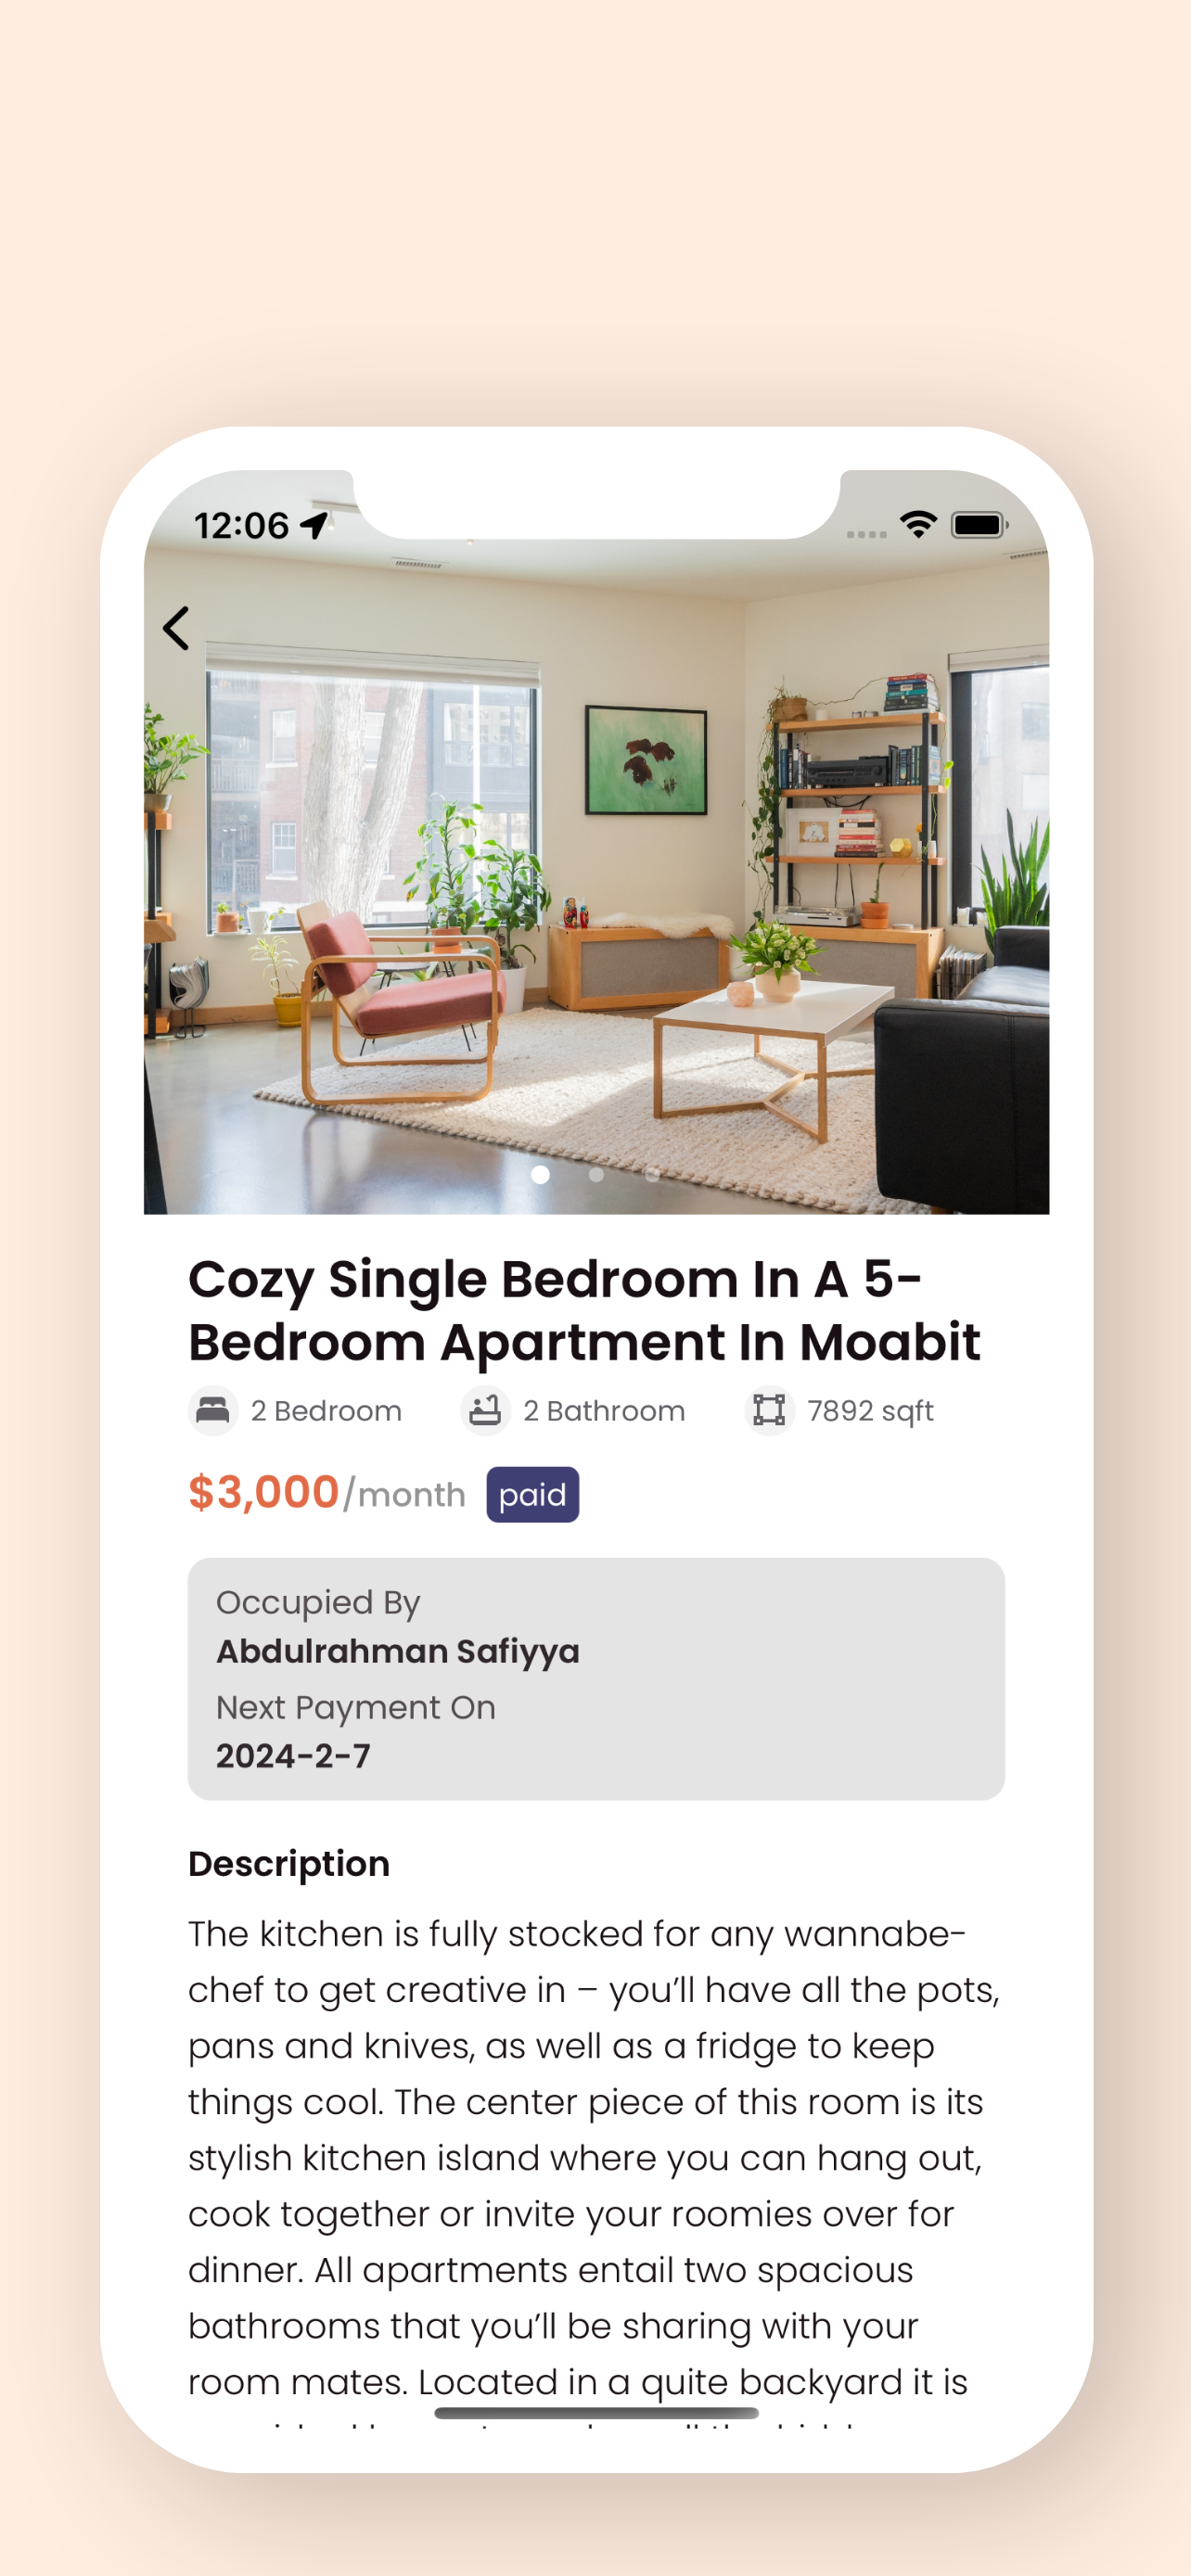 12:06
Cozy Single Bedroom In A 5-
Bedroom Apartment In Moabit
2 Bedroom 2 Bathroom 7892 sqft
$3,000/month paid
Occupied By
Abdulrahman Safiyya
Next Payment On
2024-2-7
Description
The kitchen is fully stocked for any wannabe-
chef to get creative in – you’ll have all the pots,
pans and knives, as well as a fridge to keep
things cool. The center piece of this room is its
stylish kitchen island where you can hang out,
cook together or invite your roomies over for
dinner. All apartments entail two spacious
bathrooms that you’ll be sharing with your
room mates. Located in a quite backyard it is